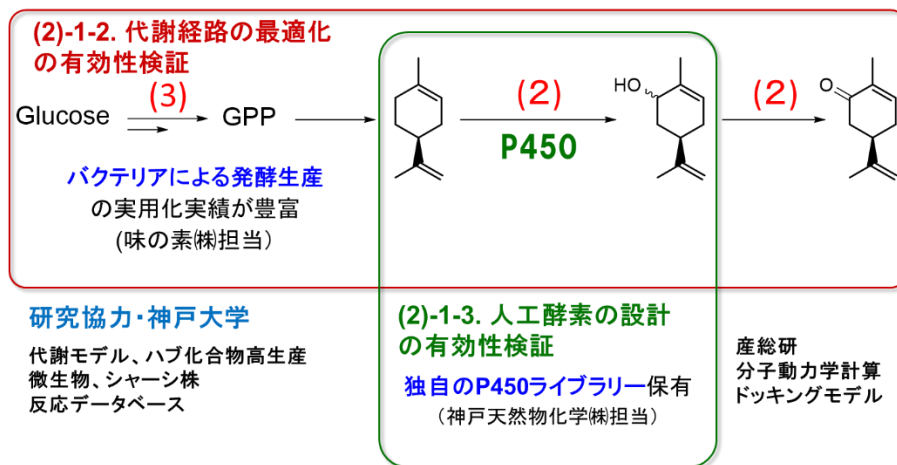 (2)-1-2. 代謝経路の最適化
の有効性検証
Glucose
(3)
GPP
(2)
P450
HO
(2)
O
バクテリアによる発酵生産
の実用化実績が豊富
(味の素㈱担当)
研究協力・神戸大学
代謝モデル、ハブ化合物高生産
微生物、シャーシ株
反応データベース
(2)-1-3. 人工酵素の設計
の有効性検証
独自のP450ライブラリー保有
(神戸天然物化学㈱担当)
産総研
分子動力学計算
ドッキングモデル